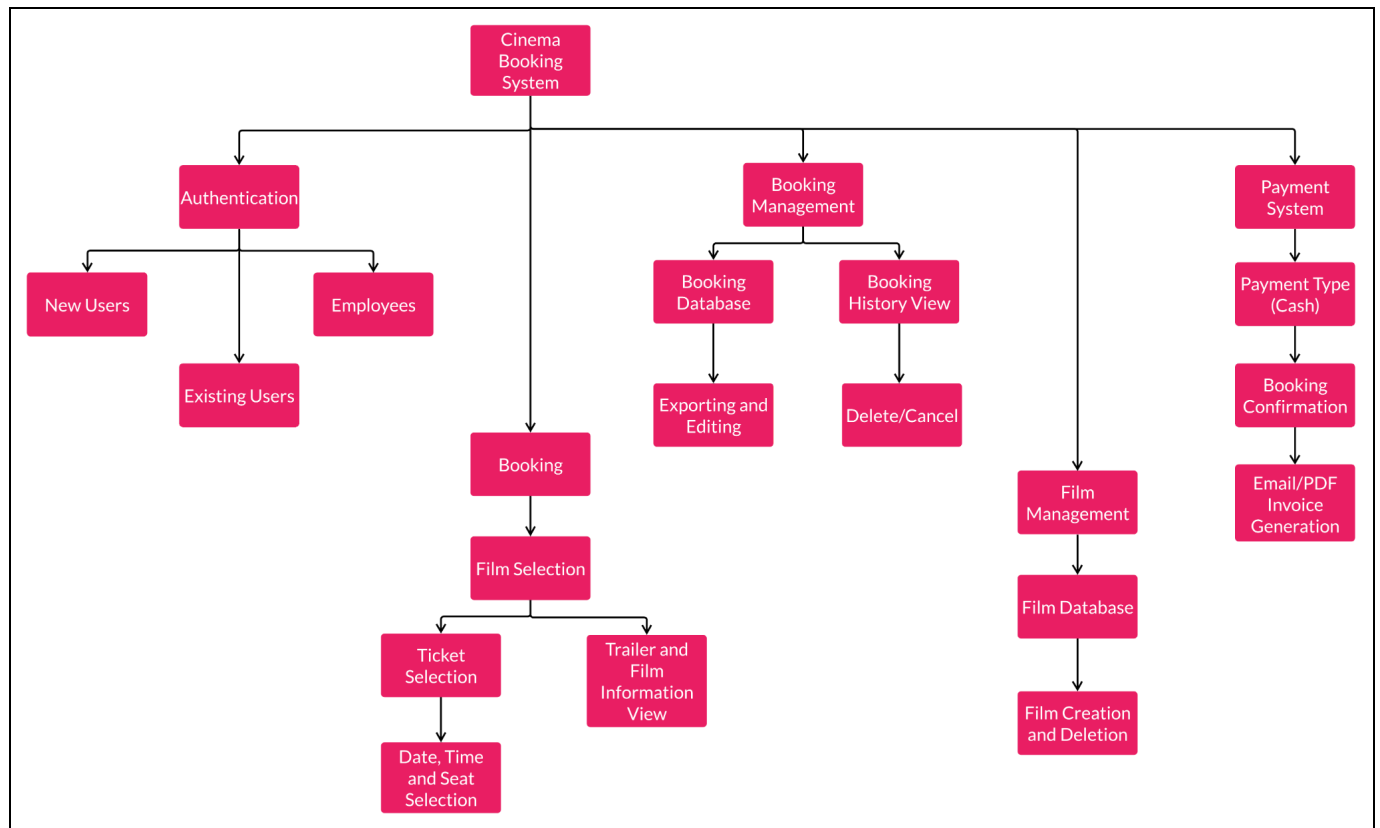 Cinema
Booking
System
Authentication
New Users
Existing Users
Employees
Booking
Film Selection
Ticket
Selection
Date, Time
and Seat
Selection
Trailer and
Film
Information
View
Booking
Management
Booking
Database
Exporting and
Editing
Booking
History View
Delete/Cancel
Film
Management
Film Database
Film Creation
and Deletion
Payment
System
Payment Type
(Cash)
Booking
Confirmation
Email/PDF
Invoice
Generation